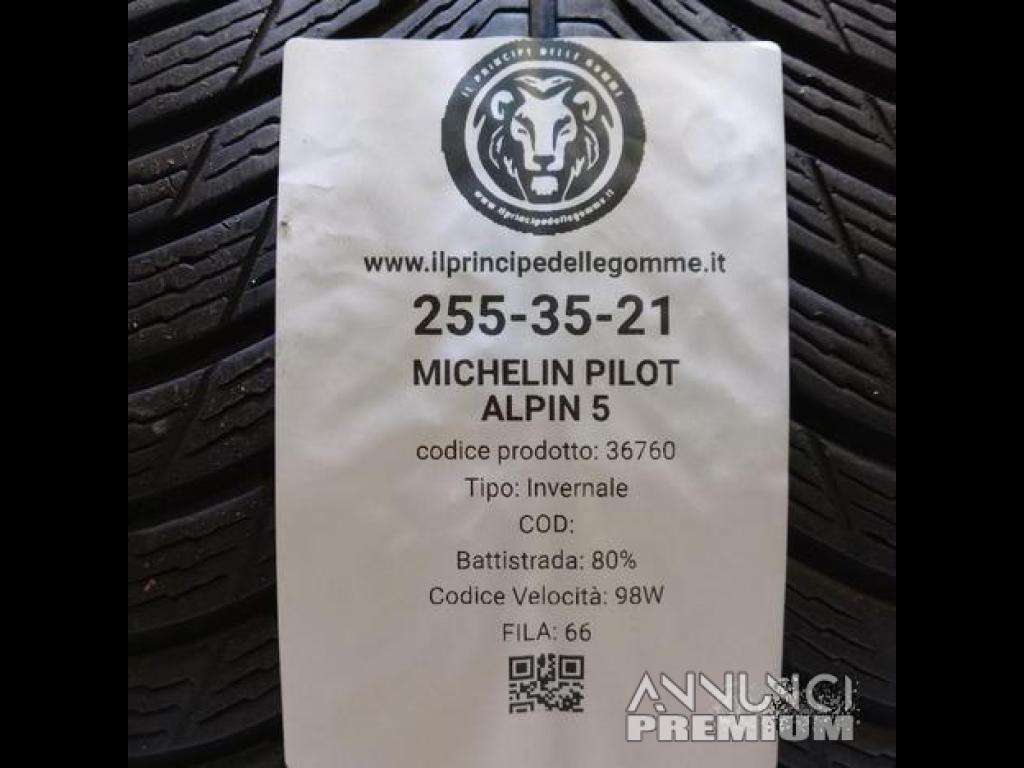 IL PRINCIPE DELLE GOMME
www.ilprincipedellegomme.it
www.ilprincipedellegomme.it
255-35-21
MICHELIN PILOT
ALPIN 5
codice prodotto: 36760
Tipo: Invernale
COD:
Battistrada: 80%
Codice Velocità: 98W
FILA: 66
ANNUNCI
PREMIUM